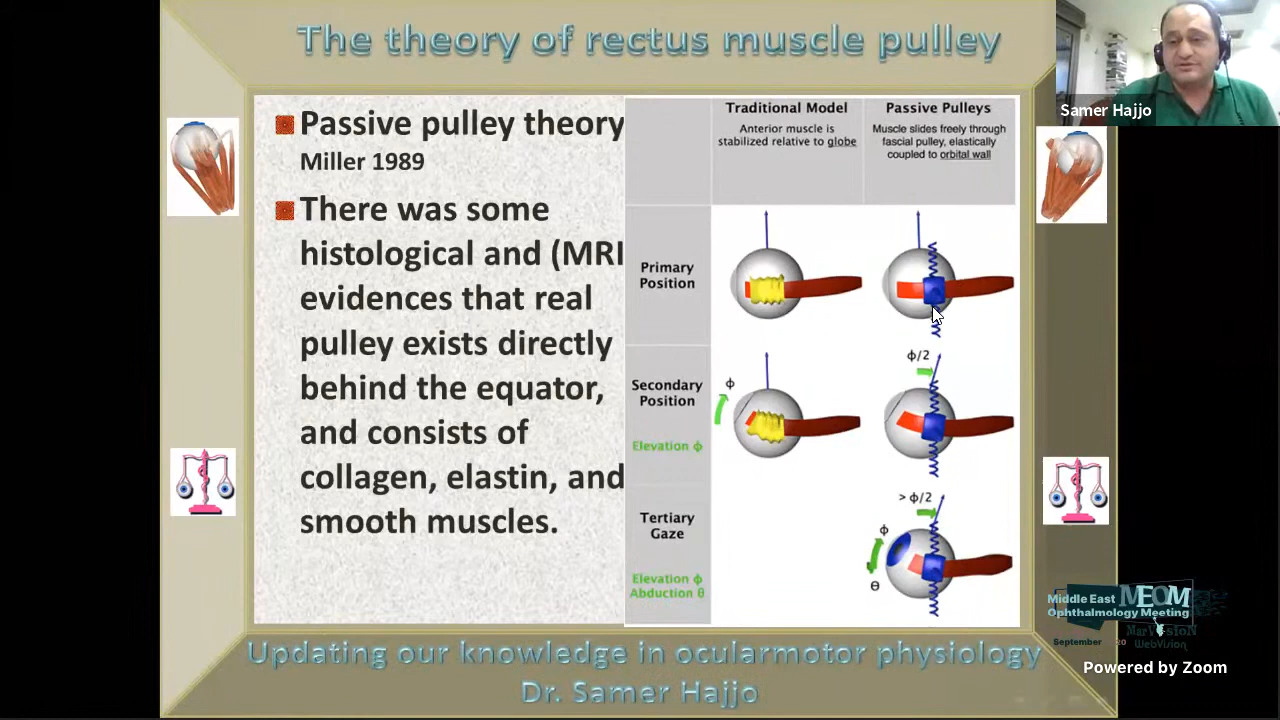 The theory of rectus muscle pulley
Samer Hajjo
Passive pulley theory
Miller 1989
There was some
histological and (MRI
evidences that real
pulley exists directly
behind the equator,
and consists of
collagen, elastin, and
smooth muscles.
Traditional Model
Anterior muscle is
stabilized relative to globe
Passive Pulleys
Muscle slides freely through
fascial pulley, elastically
coupled to orbital wall
Primary
Position
Secondary
Position
Elevation ϕ
ϕ
ϕ/2
Tertiary
Gaze
Elevation ϕ
Abduction θ
> ϕ/2
ϕ
θ
Middle East
Ophthalmology Meeting
MEOM
September 20
NarVision
WebVision
Powered by Zoom
Updating our knowledge in ocularmotor physiology
Dr. Samer Hajjo